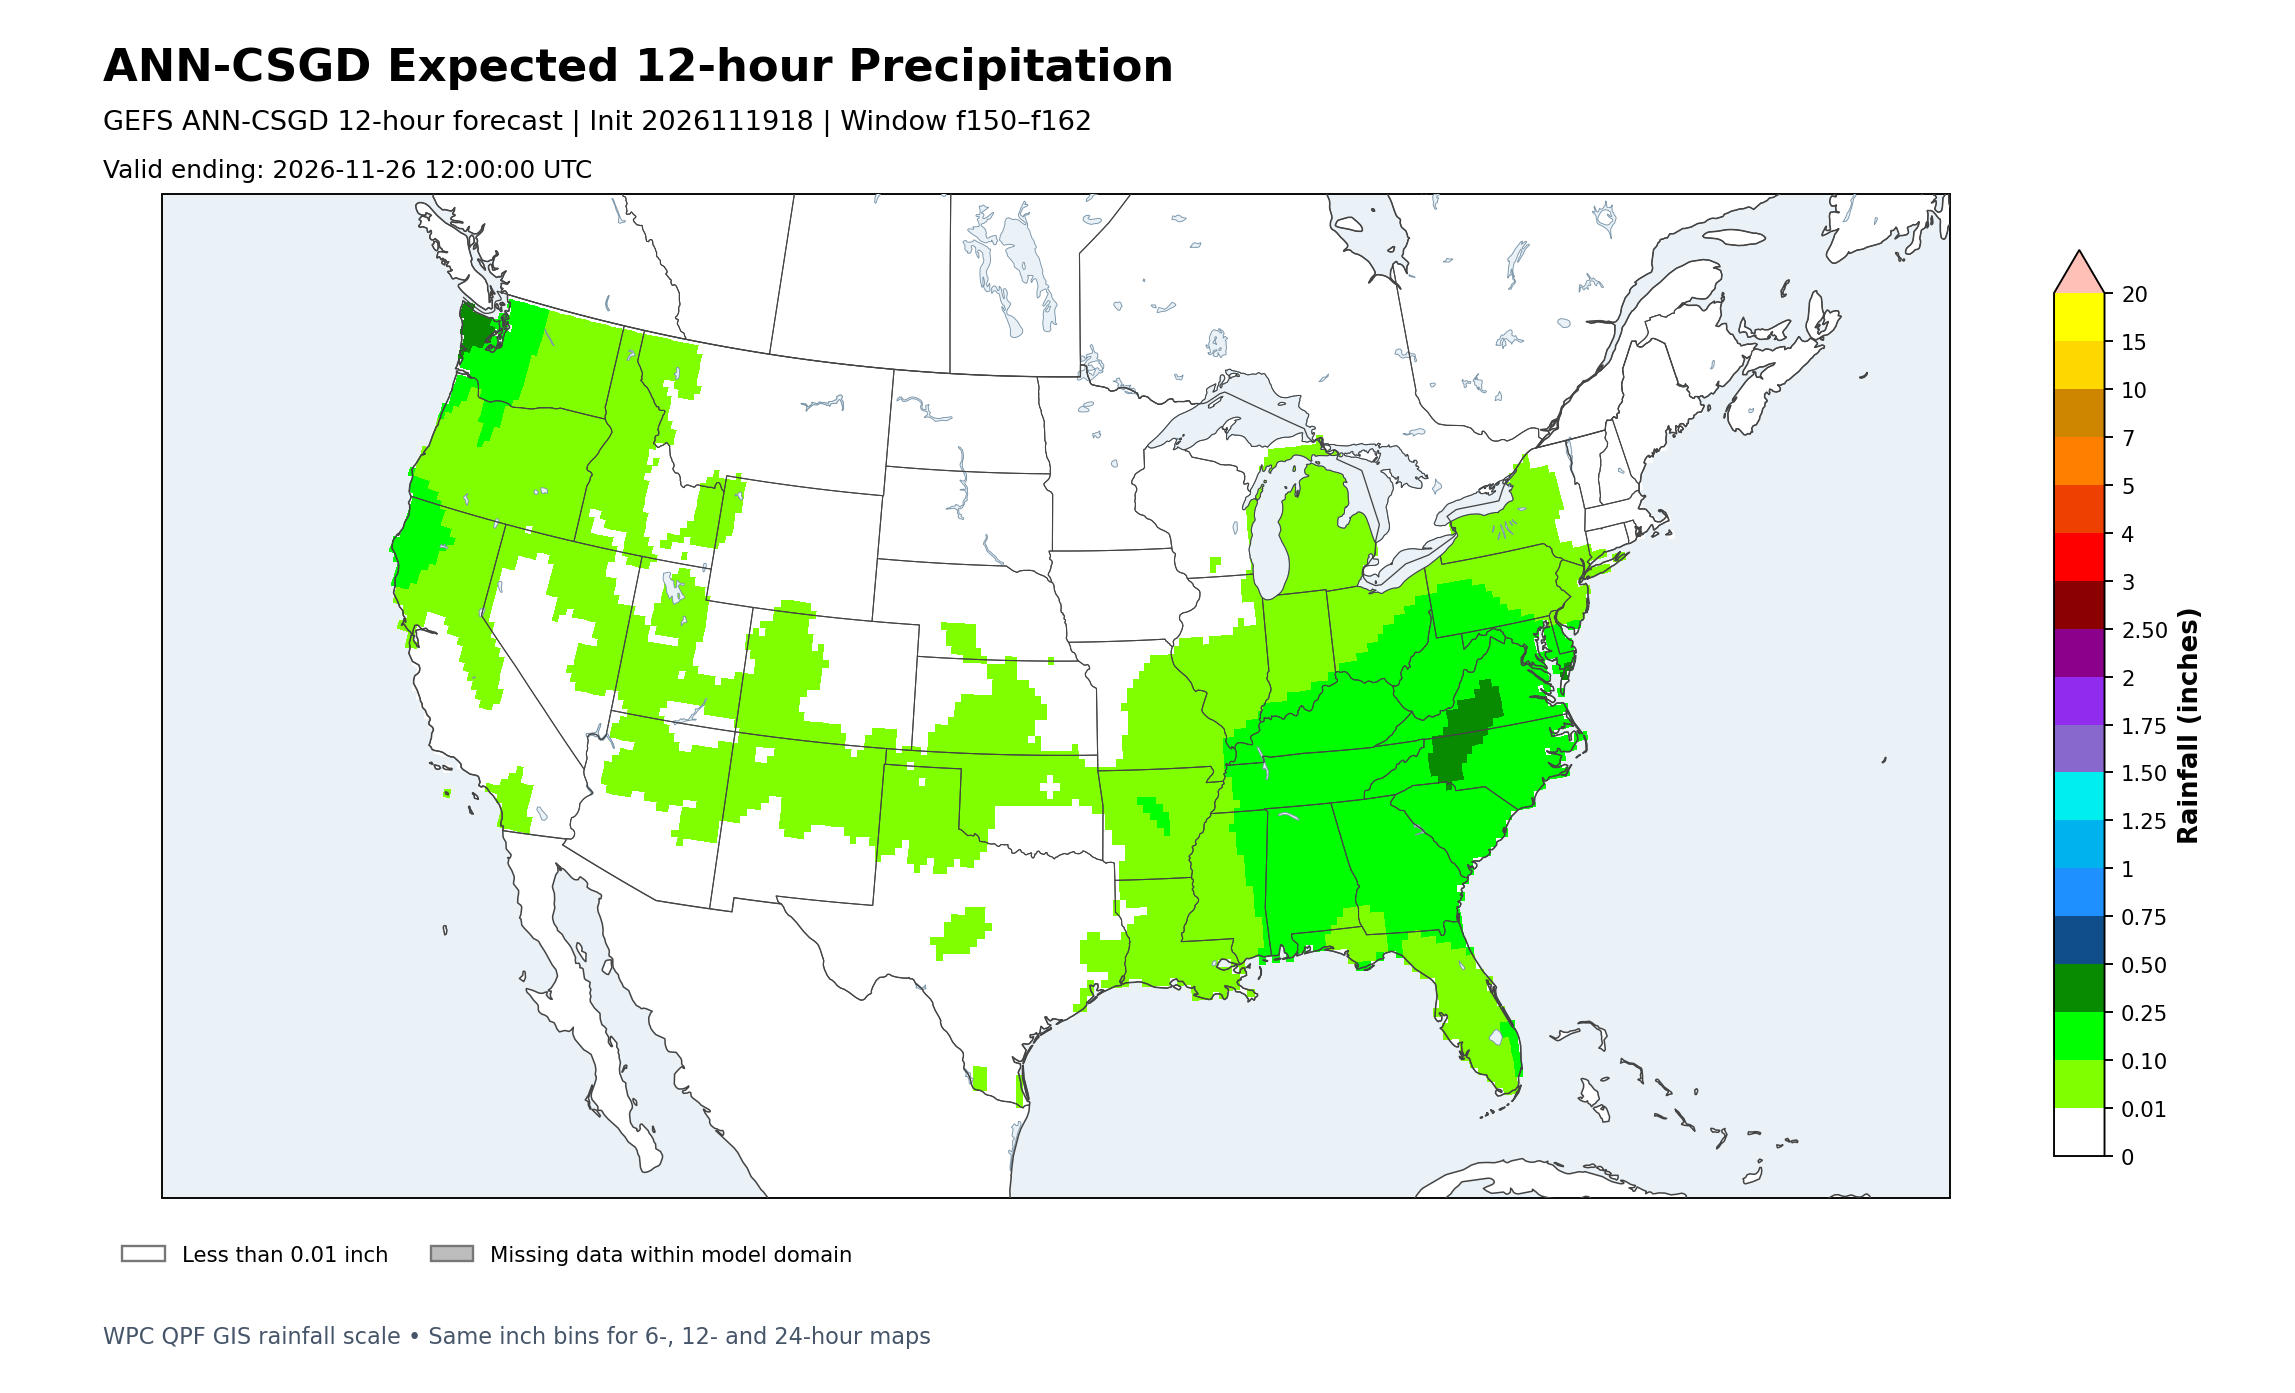 ANN-CSGD Expected 12-hour Precipitation
GEFS ANN-CSGD 12-hour forecast | Init 2026111918 | Window f150–f162
Valid ending: 2026-11-26 12:00:00 UTC
20
15
10
7
5
4
3
2.50
2
1.75
1.50
1.25
1
0.75
0.50
0.25
0.10
0.01
0
Rainfall (inches)
Less than 0.01 inch
Missing data within model domain
WPC QPF GIS rainfall scale • Same inch bins for 6-, 12- and 24-hour maps